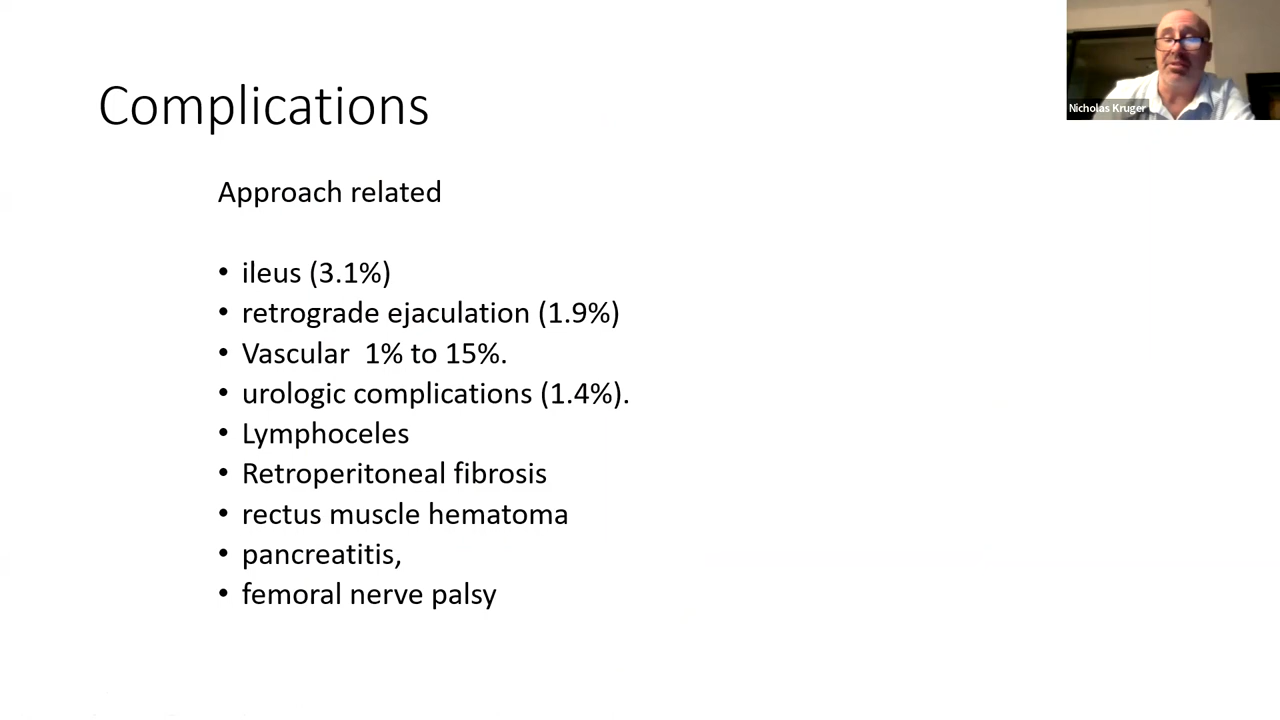 Complications
Nicholas Kruger
Approach related
• ileus (3.1%)
• retrograde ejaculation (1.9%)
• Vascular  1% to 15%.
• urologic complications (1.4%).
• Lymphoceles
• Retroperitoneal fibrosis
• rectus muscle hematoma
• pancreatitis,
• femoral nerve palsy